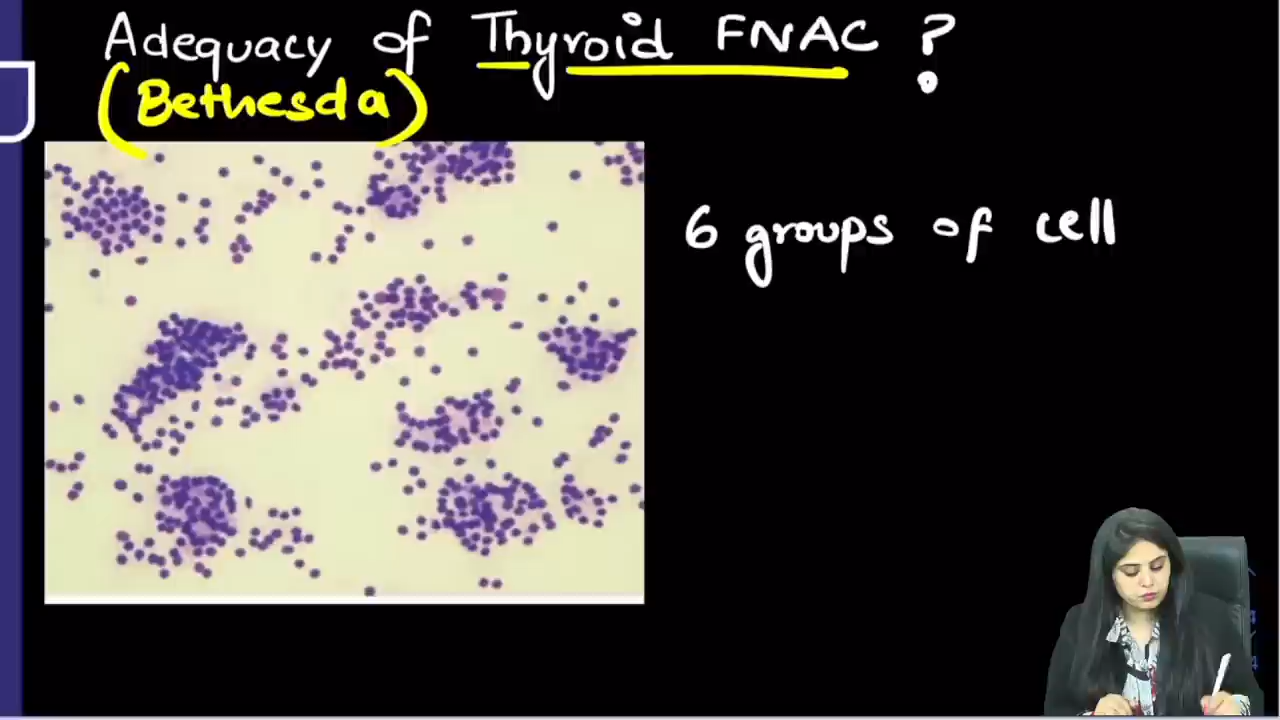 Adequacy of Thyroid FNAC ?
(Bethesda)
6 groups of cell